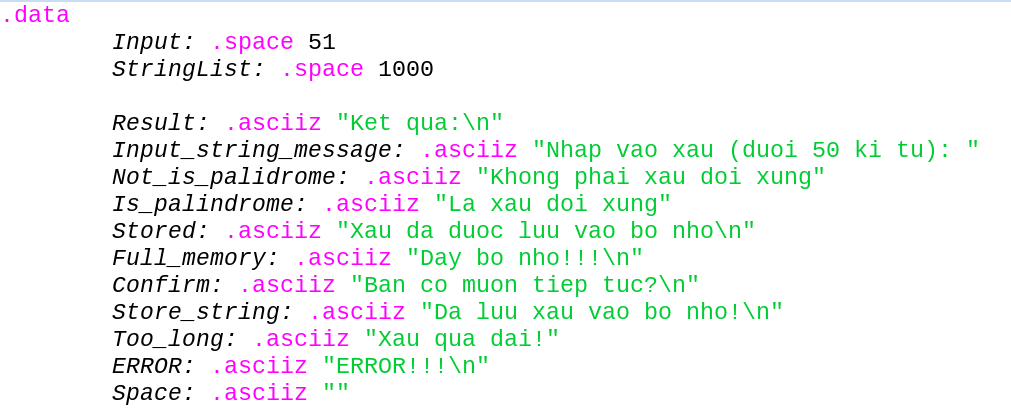 .data
Input: .space 51
StringList: .space 1000
Result: .asciiz "Ket qua:\n"
Input_string_message: .asciiz "Nhap vao xau (duoi 50 ki tu): "
Not_is_palidrome: .asciiz "Khong phai xau doi xung"
Is_palindrome: .asciiz "La xau doi xung"
Stored: .asciiz "Xau da duoc luu vao bo nho\n"
Full_memory: .asciiz "Day bo nho!!!\n"
Confirm: .asciiz "Ban co muon tiep tuc?\n"
Store_string: .asciiz "Da luu xau vao bo nho!\n"
Too_long: .asciiz "Xau qua dai!"
ERROR: .asciiz "ERROR!!!\n"
Space: .asciiz ""